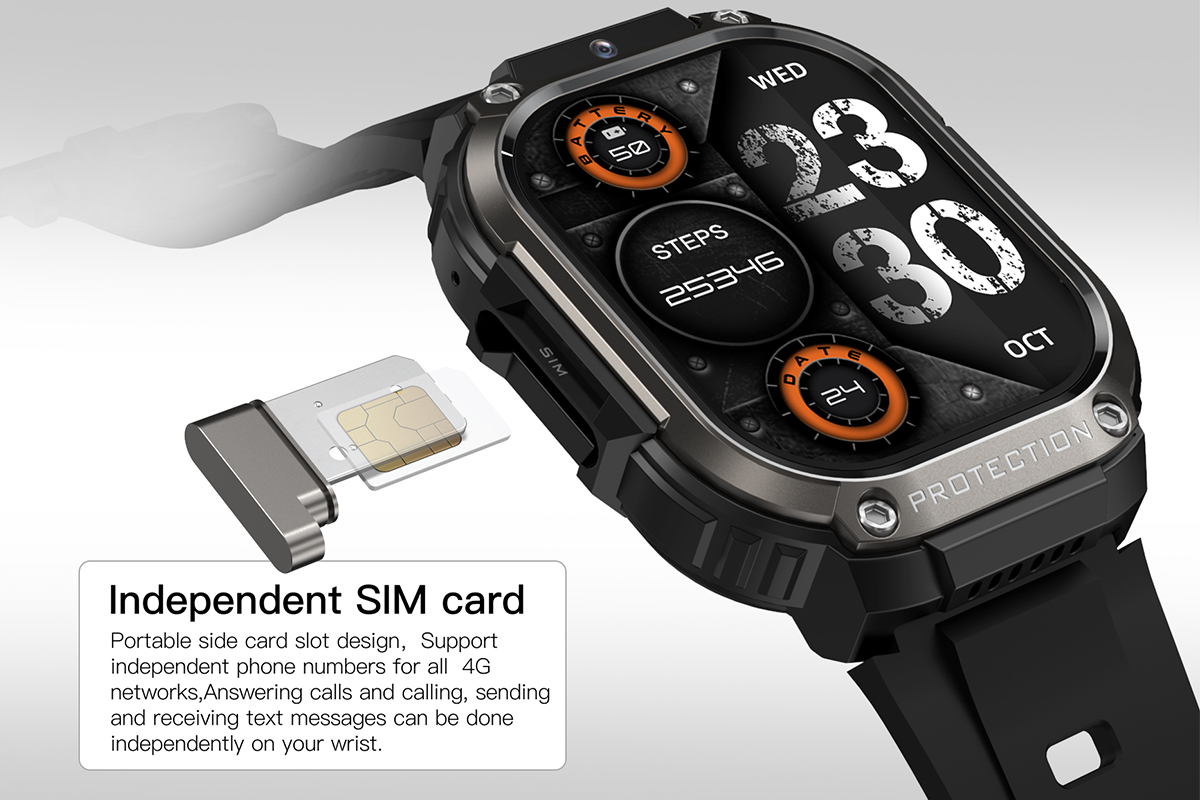 WED
23
30
OCT
BATTERY
50
STEPS
25346
DATE
24
SIM
PROTECTION
Independent SIM card
Portable side card slot design, Support
independent phone numbers for all 4G
networks,Answering calls and calling, sending
and receiving text messages can be done
independently on your wrist.